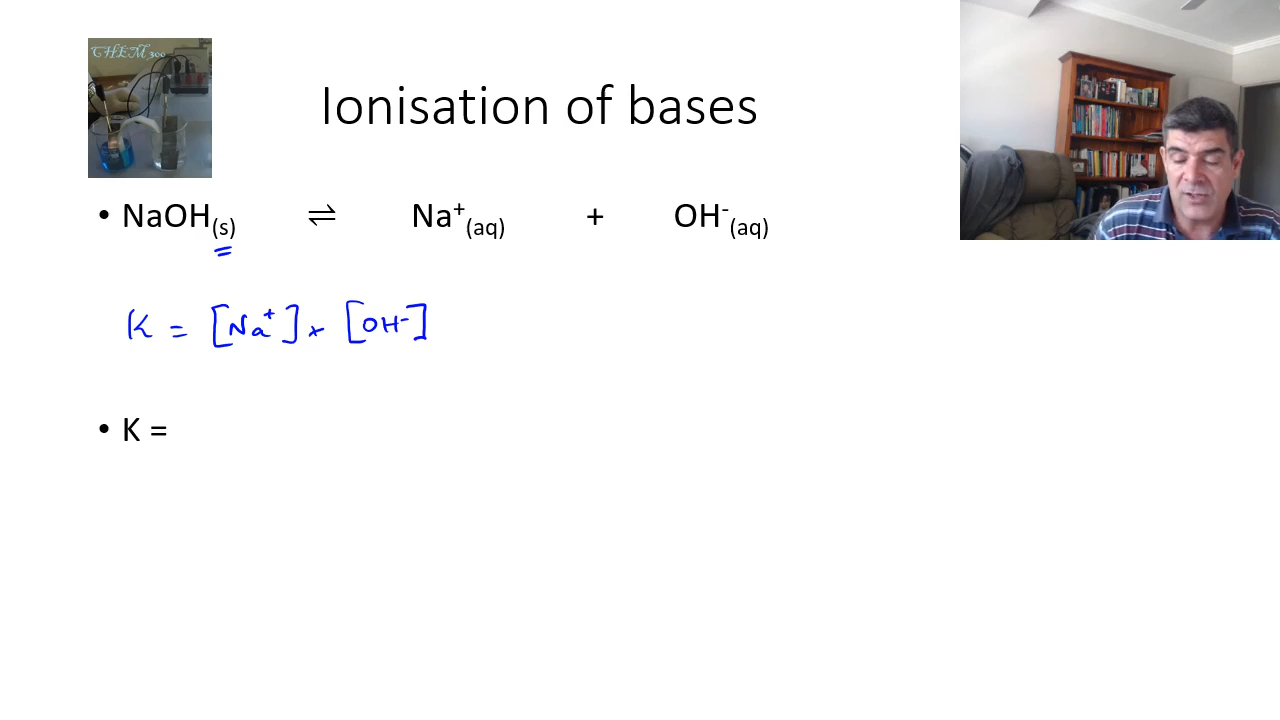 CHEM 300
Ionisation of bases
• NaOH(s) ⇌ Na⁺(aq) + OH⁻(aq)
K = [Na⁺] × [OH⁻]
• K =